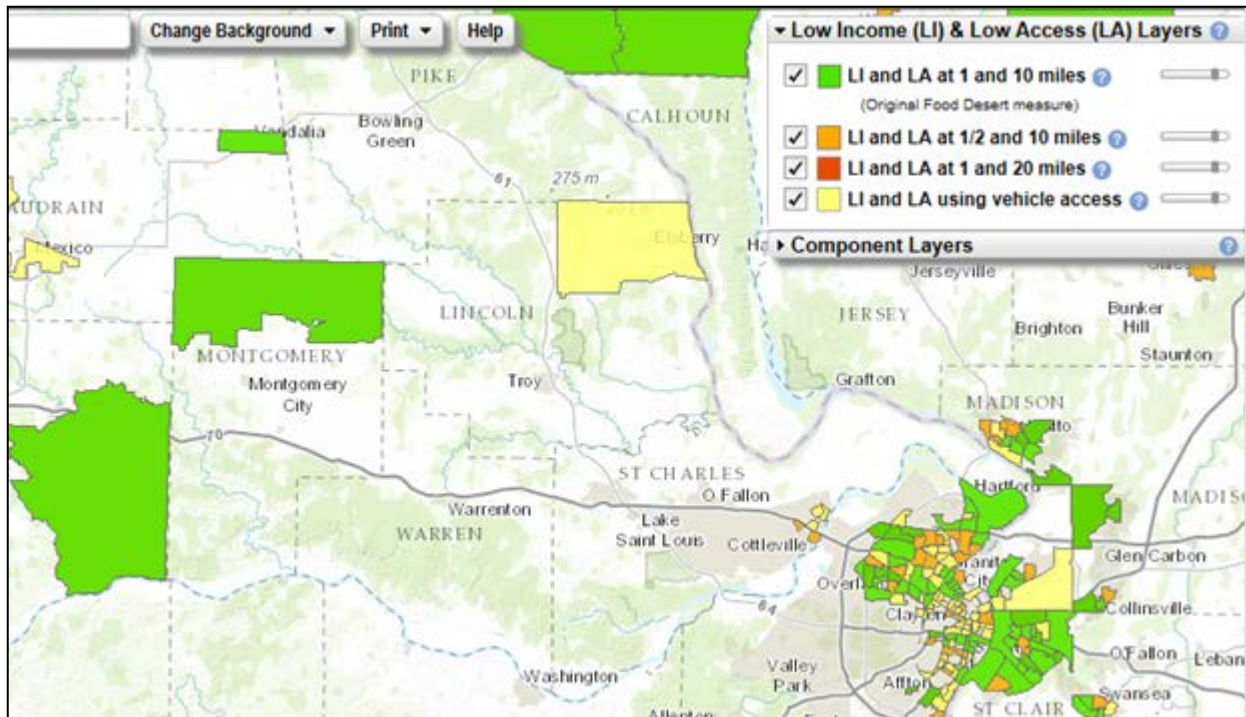 Change Background
Print
Help
Low Income (LI) & Low Access (LA) Layers
LI and LA at 1 and 10 miles
(Original Food Desert measure)
LI and LA at 1/2 and 10 miles
LI and LA at 1 and 20 miles
LI and LA using vehicle access
Component Layers
PIKE
CALHOUN
Bowling
Green
61
275 m
Jerseyville
LINCOLN
JERSEY
Bunker
Hill
Brighton
Staunton
MONTGOMERY
Montgomery
City
Troy
Grafton
MADISON
70
ST CHARLES
O Fallon
Hartford
Warrenton
Lake
Saint Louis
Cottleville
WARREN
Glen Carbon
64
Collinsville
Valley
Park
O'Fallon
Washington
Affton
Swansea
ST CLAIR